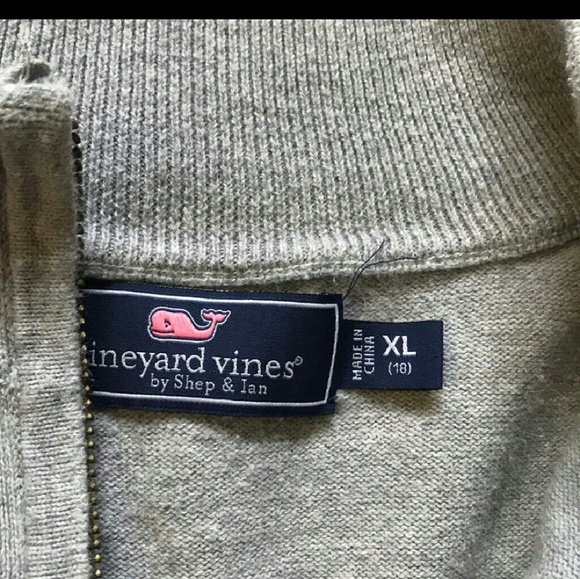 ineyard vines®
by Shep & Ian
MADE IN
CHINA
XL
(18)